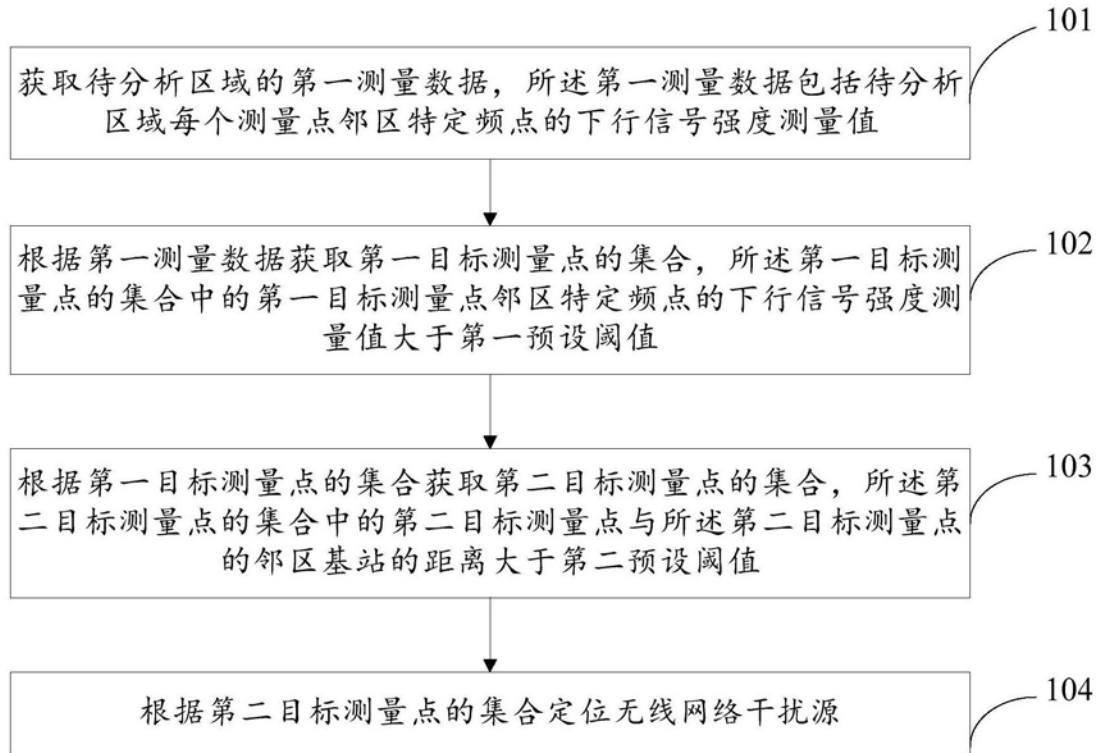 101
获取待分析区域的第一测量数据，所述第一测量数据包括待分析
区域每个测量点邻区特定频点的下行信号强度测量值
102
根据第一测量数据获取第一目标测量点的集合，所述第一目标测
量点的集合中的第一目标测量点邻区特定频点的下行信号强度测
量值大于第一预设阈值
103
根据第一目标测量点的集合获取第二目标测量点的集合，所述第
二目标测量点的集合中的第二目标测量点与所述第二目标测量点
的邻区基站的距离大于第二预设阈值
104
根据第二目标测量点的集合定位无线网络干扰源